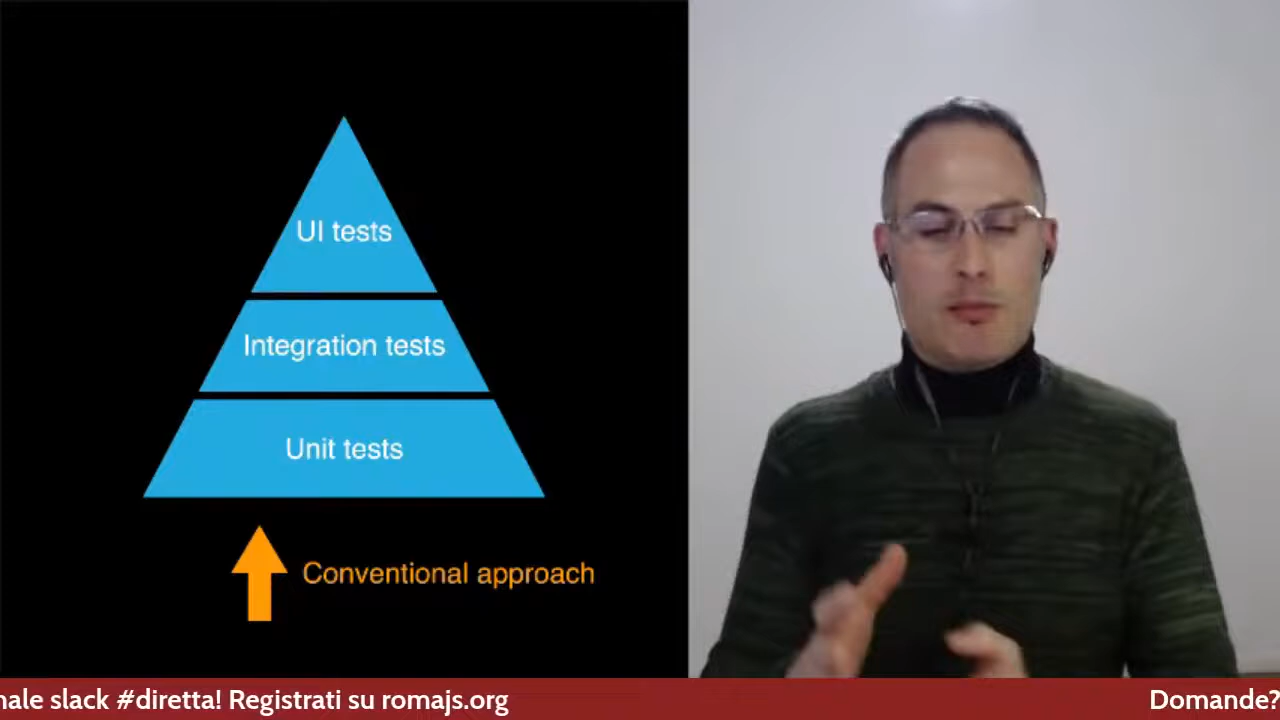 UI tests
Integration tests
Unit tests
Conventional approach
nale slack #diretta! Registrati su romajs.org
Domande?